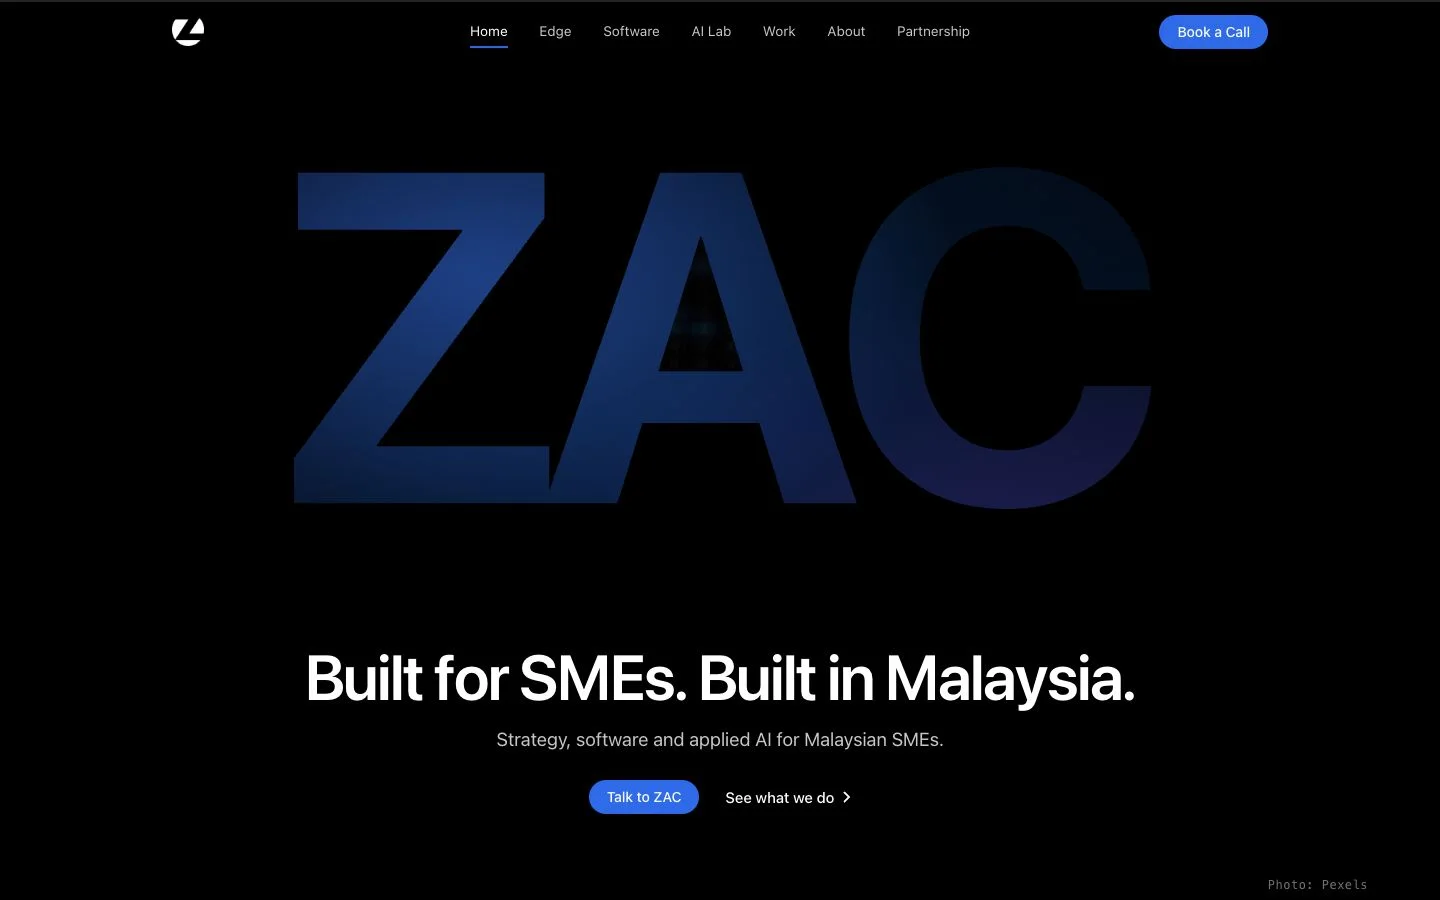 Home
Edge
Software
AI Lab
Work
About
Partnership
Book a Call
ZAC
Built for SMEs. Built in Malaysia.
Strategy, software and applied AI for Malaysian SMEs.
Talk to ZAC
See what we do
Photo: Pexels